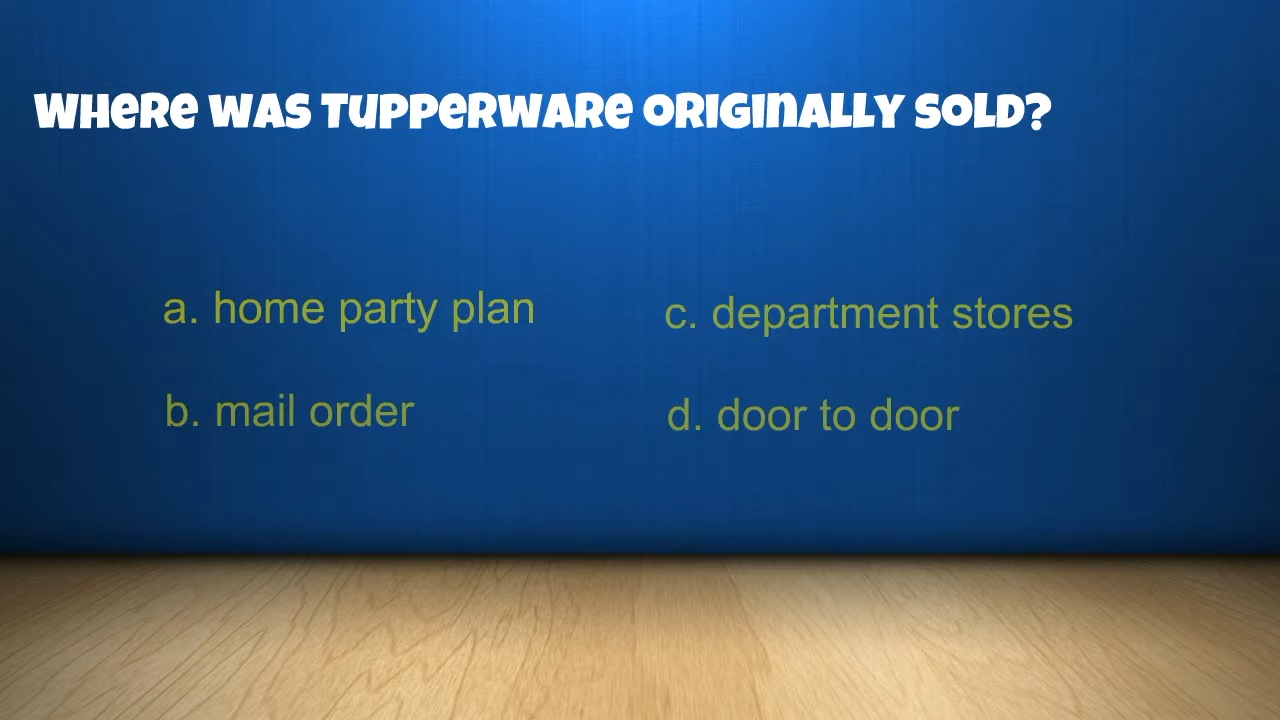 WHERE WAS TUPPERWARE ORIGINALLY SOLD?
a. home party plan
c. department stores
b. mail order
d. door to door